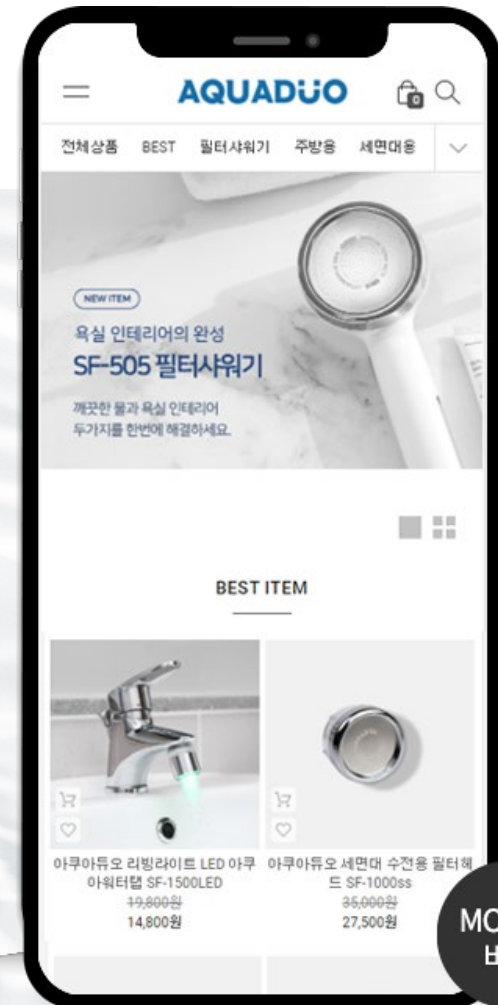 AQUADÜO
0
전체상품 BEST 필터샤워기 주방용 세면대용
NEW ITEM
욕실 인테리어의 완성
SF-505 필터샤워기
깨끗한 물과 욕실 인테리어
두가지를 한번에 해결하세요.
BEST ITEM
아쿠아듀오 리빙라이트 LED 아쿠
아워터탭 SF-1500LED
19,800원
14,800원
아쿠아듀오 세면대 수전용 필터헤
드 SF-1000ss
35,000원
27,500원